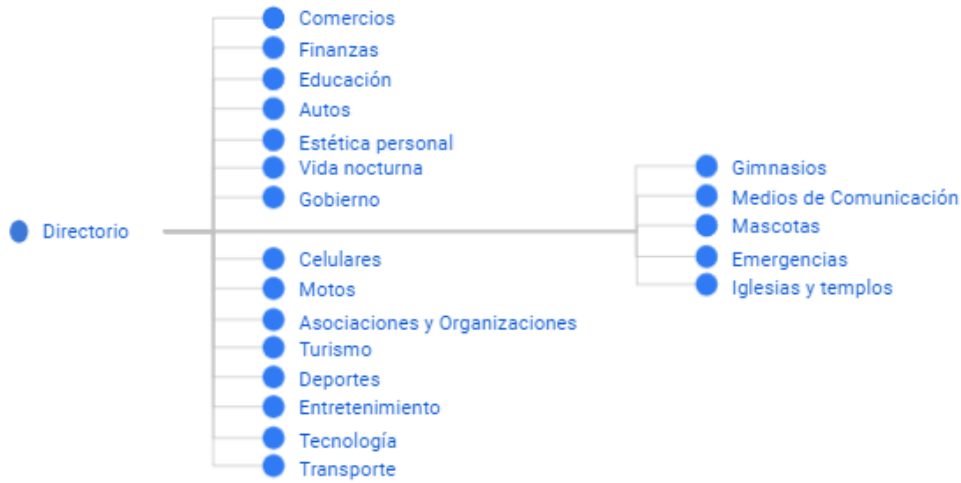 Directorio
Comercios
Finanzas
Educación
Autos
Estética personal
Vida nocturna
Gobierno
Celulares
Motos
Asociaciones y Organizaciones
Turismo
Deportes
Entretenimiento
Tecnología
Transporte
Gimnasios
Medios de Comunicación
Mascotas
Emergencias
Iglesias y templos